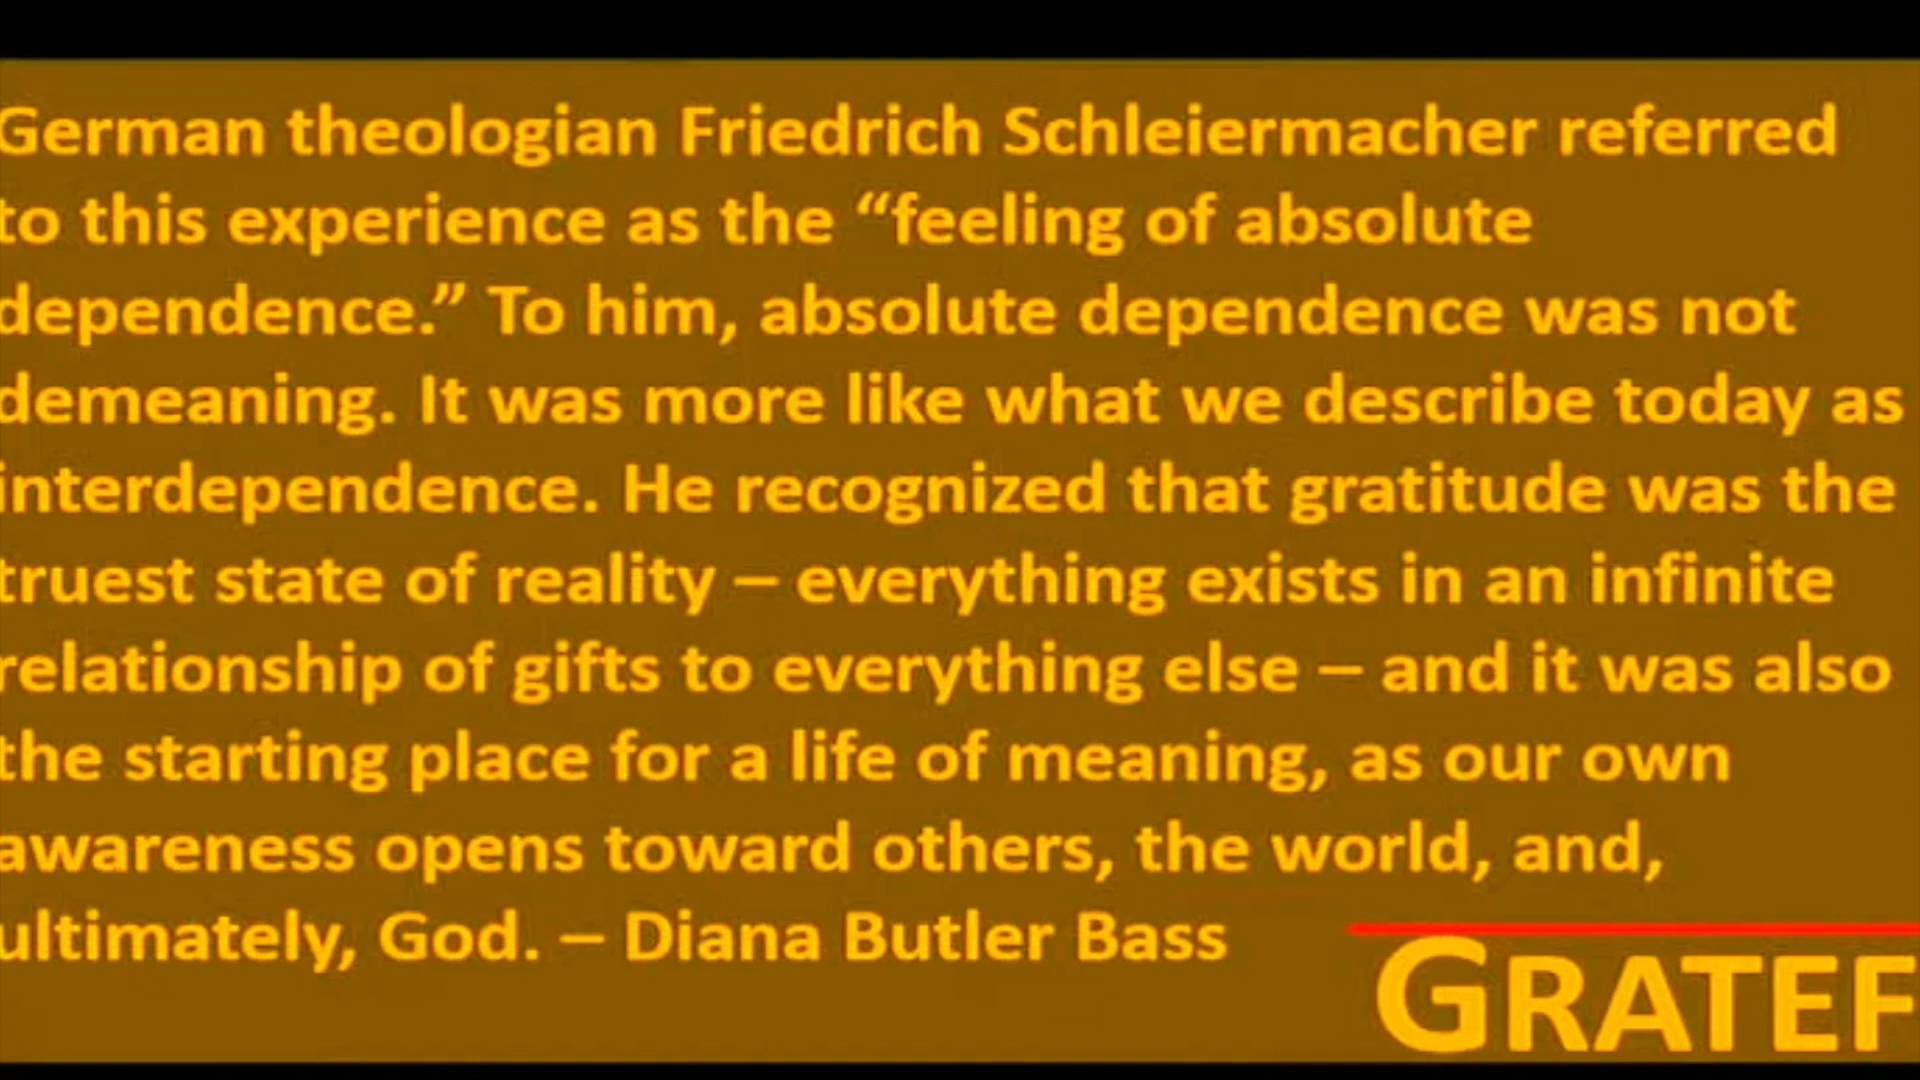 German theologian Friedrich Schleiermacher referred
to this experience as the “feeling of absolute
dependence.” To him, absolute dependence was not
demeaning. It was more like what we describe today as
interdependence. He recognized that gratitude was the
truest state of reality – everything exists in an infinite
relationship of gifts to everything else – and it was also
the starting place for a life of meaning, as our own
awareness opens toward others, the world, and,
ultimately, God. – Diana Butler Bass
GRATEF